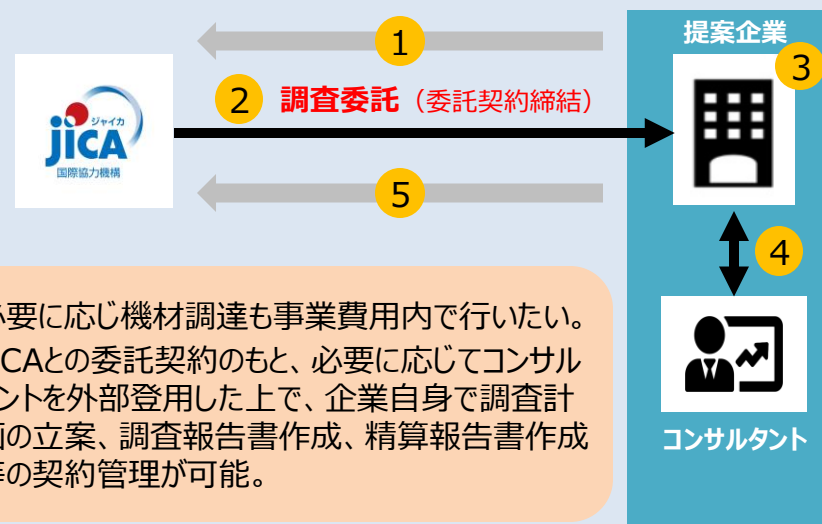 提案企業
1
3
ジャイカ
JICA
国際協力機構
2 調査委託（委託契約締結）
5
4
要に応じ機材調達も事業費用内で行いたい。
CAとの委託契約のもと、必要に応じてコンサル
ントを外部登用した上で、企業自身で調査計
の立案、調査報告書作成、精算報告書作成
の契約管理が可能。
コンサルタント